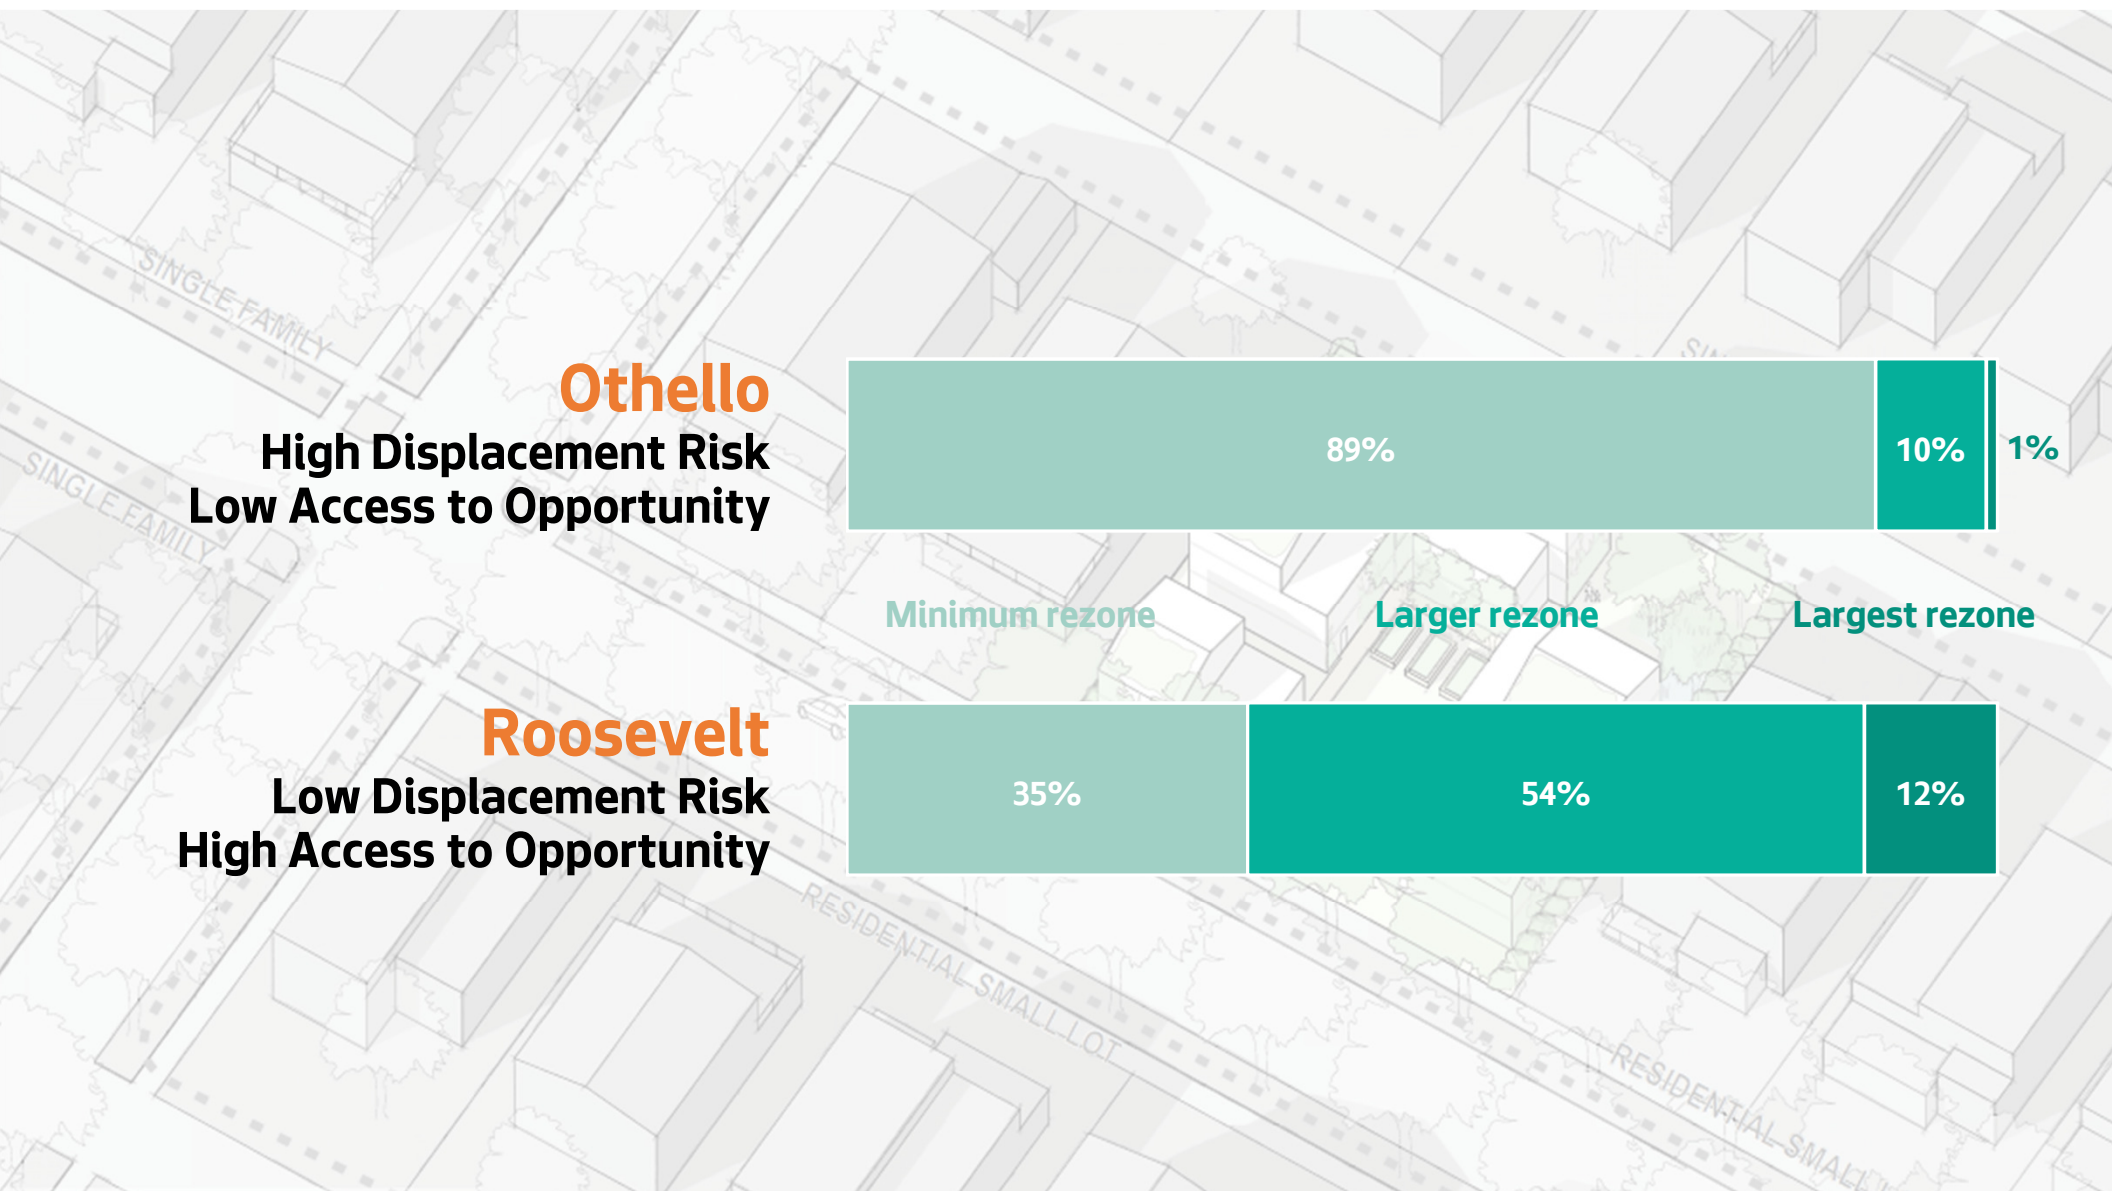 SINGLE FAMILY
SINGLE FAMILY
Othello
High Displacement Risk
Low Access to Opportunity
89%
10%
1%
Minimum rezone
Larger rezone
Largest rezone
Roosevelt
Low Displacement Risk
High Access to Opportunity
35%
54%
12%
RESIDENTIAL SMALL LOT
RESIDENTIAL SMALL